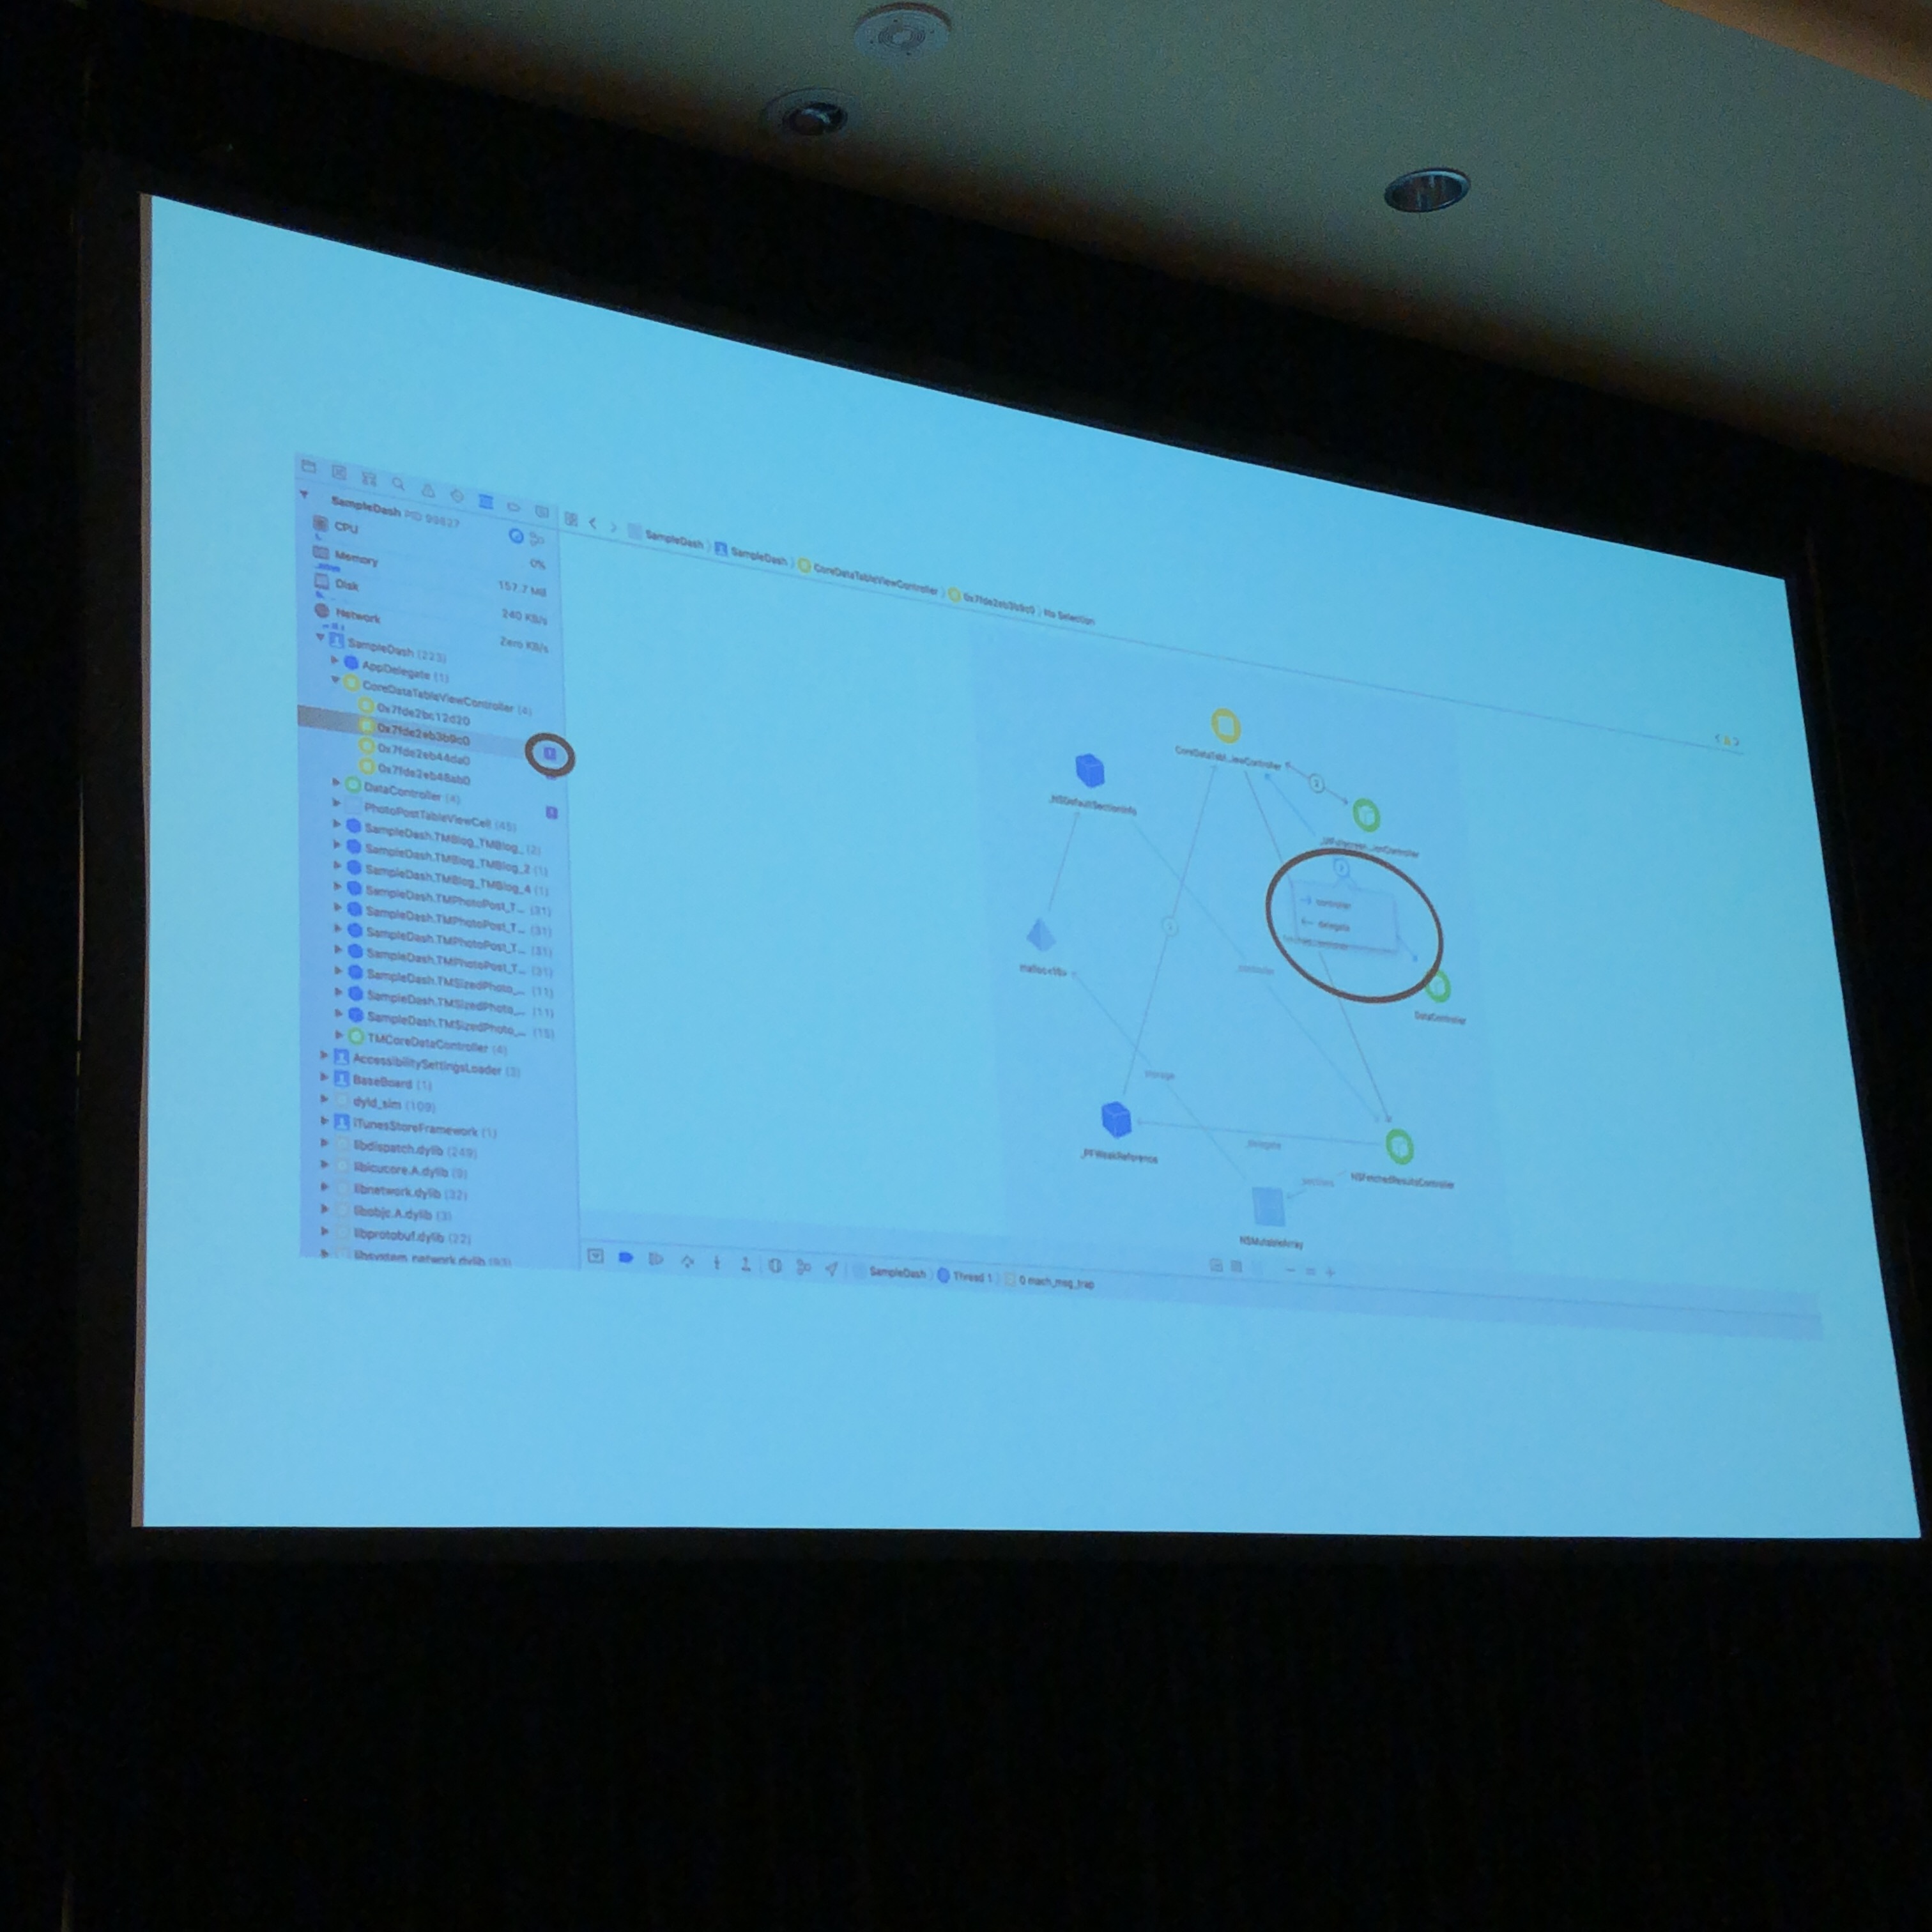 SampleDash PID 99827
CPU 0%
Memory 157.7 MB
Disk 240 KB/s
Network Zero KB/s
SampleDash (223)
AppDelegate (1)
CoreDataTableViewController (4)
0x7fde2bc12d20
0x7fde2eb3b9c0
0x7fde2eb44da0
0x7fde2eb48ab0
DataController (4)
PhotoPostTableViewCell (45)
SampleDash.TMBlog_TMBlog_ (2)
SampleDash.TMBlog_TMBlog_2 (1)
SampleDash.TMBlog_TMBlog_4 (1)
SampleDash.TMPhotoPost_T... (31)
SampleDash.TMPhotoPost_T... (31)
SampleDash.TMPhotoPost_T... (31)
SampleDash.TMPhotoPost_T... (31)
SampleDash.TMSizedPhoto_... (11)
SampleDash.TMSizedPhoto_... (11)
SampleDash.TMSizedPhoto_... (15)
TMCoreDataController (4)
AccessibilitySettingsLoader (3)
BaseBoard (1)
dyld_sim (109)
iTunesStoreFramework (1)
libdispatch.dylib (249)
libicucore.A.dylib (9)
libnetwork.dylib (32)
libobjc.A.dylib (3)
libprotobuf.dylib (22)
libsystem_network.dylib (93)
SampleDash SampleDash CoreDataTableViewController 0x7fde2eb3b9c0 No Selection
CoreDataTabl...iewController
_NSDefaultSectionInfo
controller
delegate
Malloc<16>
controller
DataController
storage
_PFWeakReference
delegate
NSFetchedResultsController
sections
NSMutableArray
SampleDash Thread 1 0 mach_msg_trap